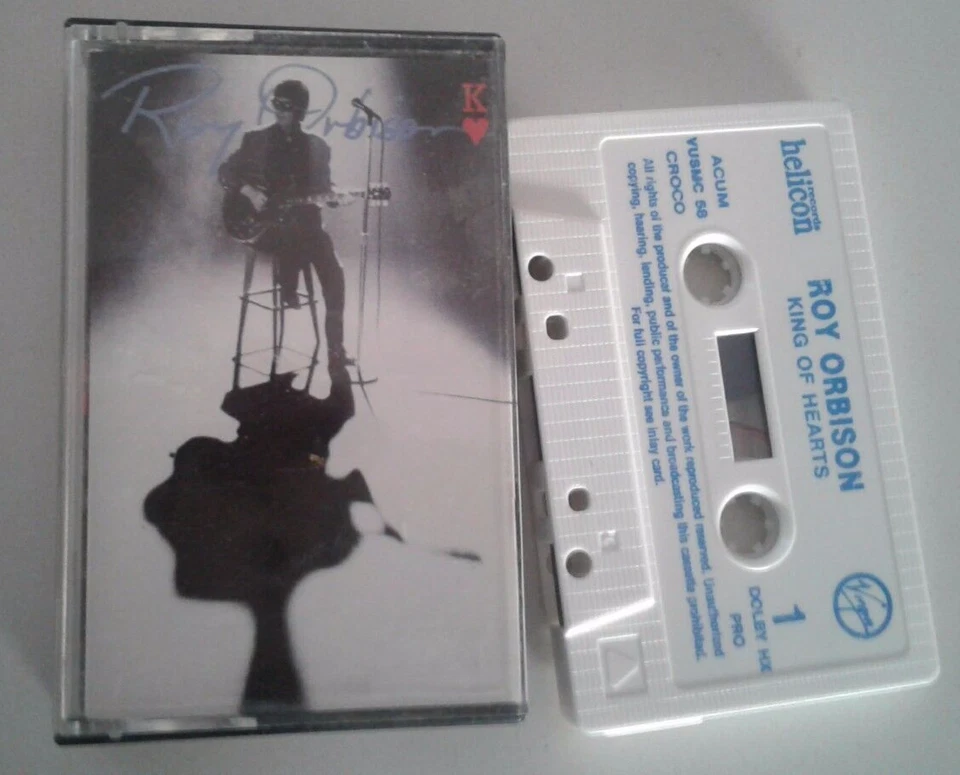 Roy Orbison
K
helicon
records
ROY ORBISON
KING OF HEARTS
Virgin
1
DOLBY HX
PRO
ACUM
YUSMC 58
CROCO
All rights of the producer and of the owner of the work reproduced reserved. Unauthorized
copying, hearing, lending, public performance and broadcasting this cassette prohibited.
For full copyright see inlay card.